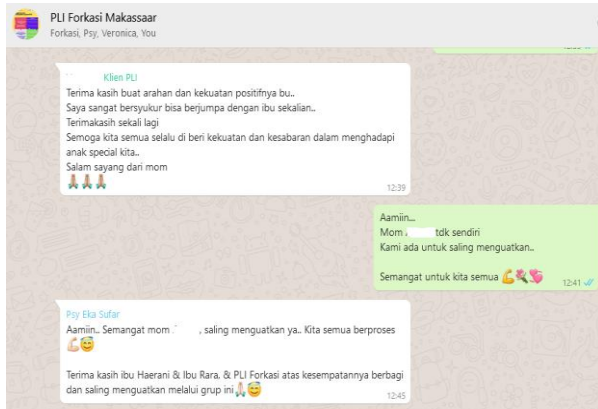 PLI Forkasi Makassaar
Forkasi, Psy, Veronica, You
Klien PLI
Terima kasih buat arahan dan kekuatan positifnya bu..
Saya sangat bersyukur bisa berjumpa dengan ibu sekalian..
Terimakasih sekali lagi
Semoga kita semua selalu di beri kekuatan dan kesabaran dalam menghadapi
anak special kita..
Salam sayang dari mom
🙏🙏🙏
12:39
Aamiin...
Mom tdk sendiri
Kami ada untuk saling menguatkan..
Semangat untuk kita semua 💪🌹💖
12:41
Psy Eka Sufar
Aamiin.. Semangat mom , saling menguatkan ya.. Kita semua berproses
💪😇
Terima kasih ibu Haerani & Ibu Rara, & PLI Forkasi atas kesempatannya berbagi
dan saling menguatkan melalui grup ini🙏😇
12:45